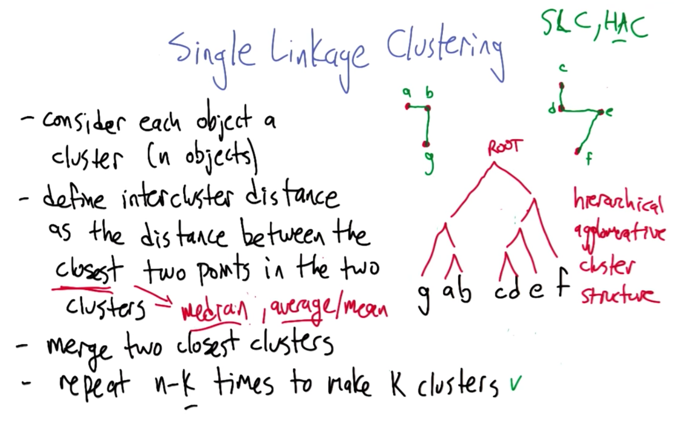 SLC, HAC
Single Linkage Clustering
- consider each object a
cluster (n objects)
- define intercluster distance
as the distance between the
closest two points in the two
clusters → median, average/mean
- merge two closest clusters
- repeat n-k times to make K clusters ✓
a b
g
c
d e
f
ROOT
g a b c d e f
hierarchical
agglomerative
cluster
structure